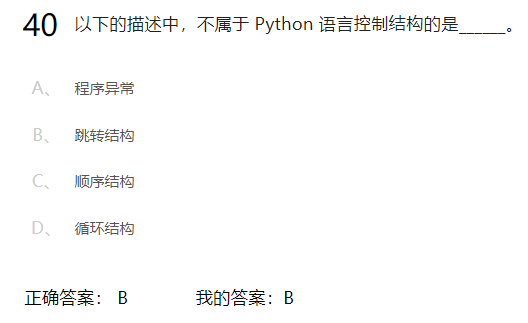 40 以下的描述中，不属于 Python 语言控制结构的是______。
A、 程序异常
B、 跳转结构
C、 顺序结构
D、 循环结构
正确答案： B 我的答案：B